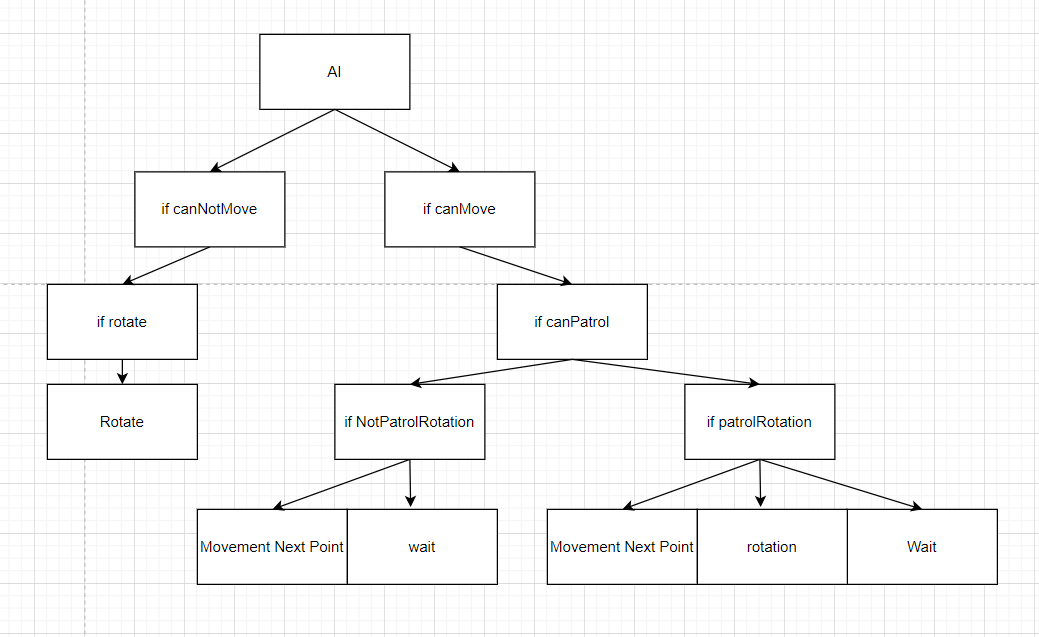 AI
if canNotMove
if canMove
if rotate
if canPatrol
Rotate
if NotPatrolRotation
if patrolRotation
Movement Next Point
wait
Movement Next Point
rotation
Wait